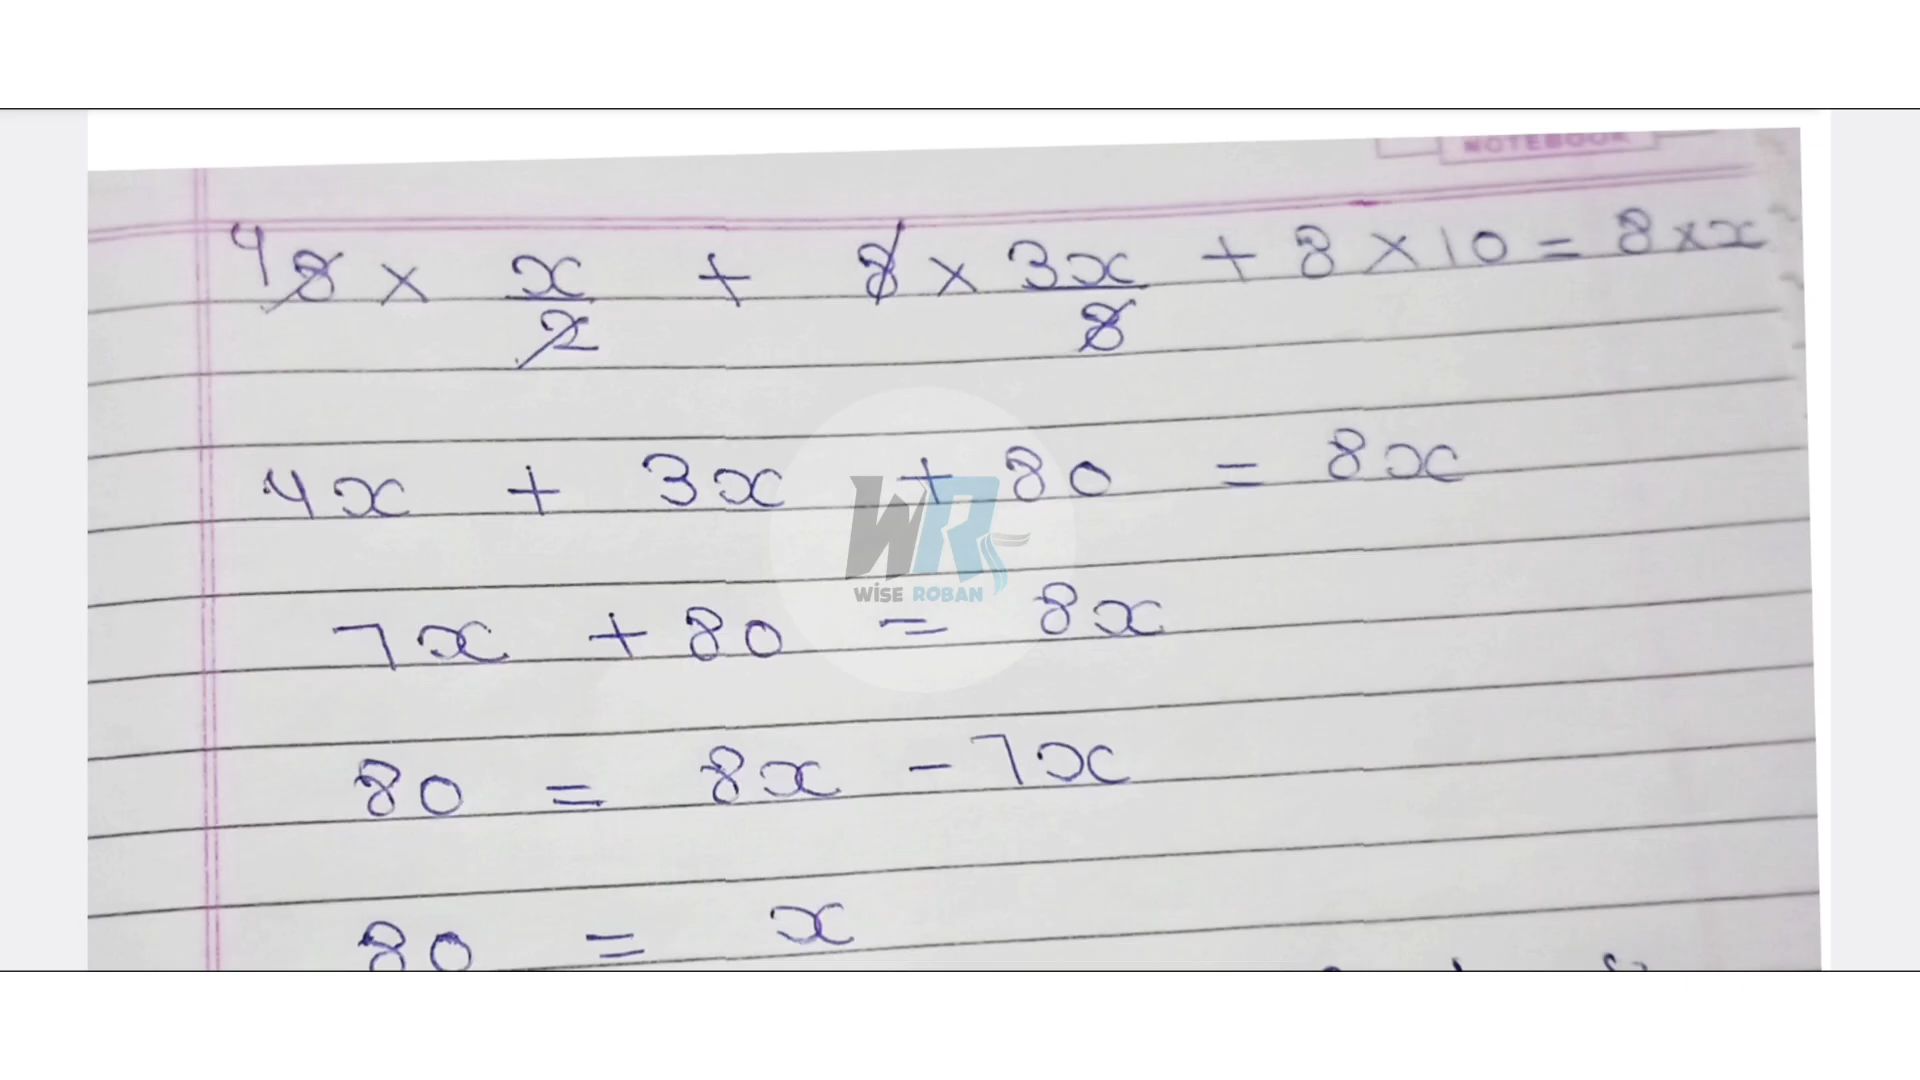 NOTEBOOK
4 8 × x/2 + 8 × 3x/8 + 8 × 10 = 8 × x
4x + 3x + 80 = 8x
WISE ROBAN
7x + 80 = 8x
80 = 8x - 7x
80 = x